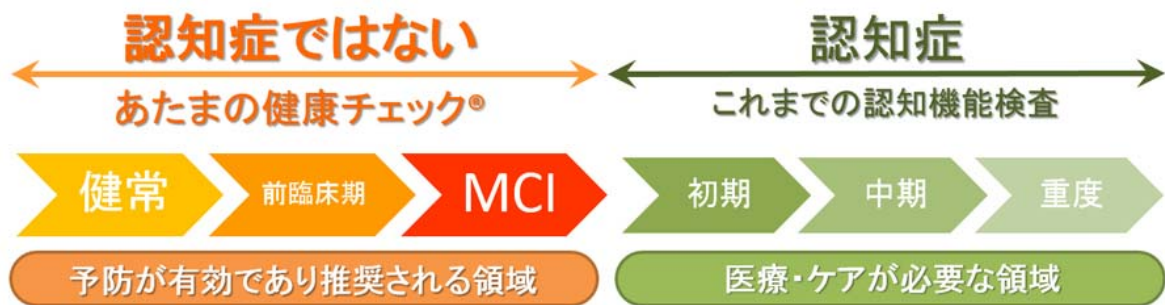 認知症ではない
認知症
あたまの健康チェック®
これまでの認知機能検査
健常
前臨床期
MCI
初期
中期
重度
予防が有効であり推奨される領域
医療・ケアが必要な領域